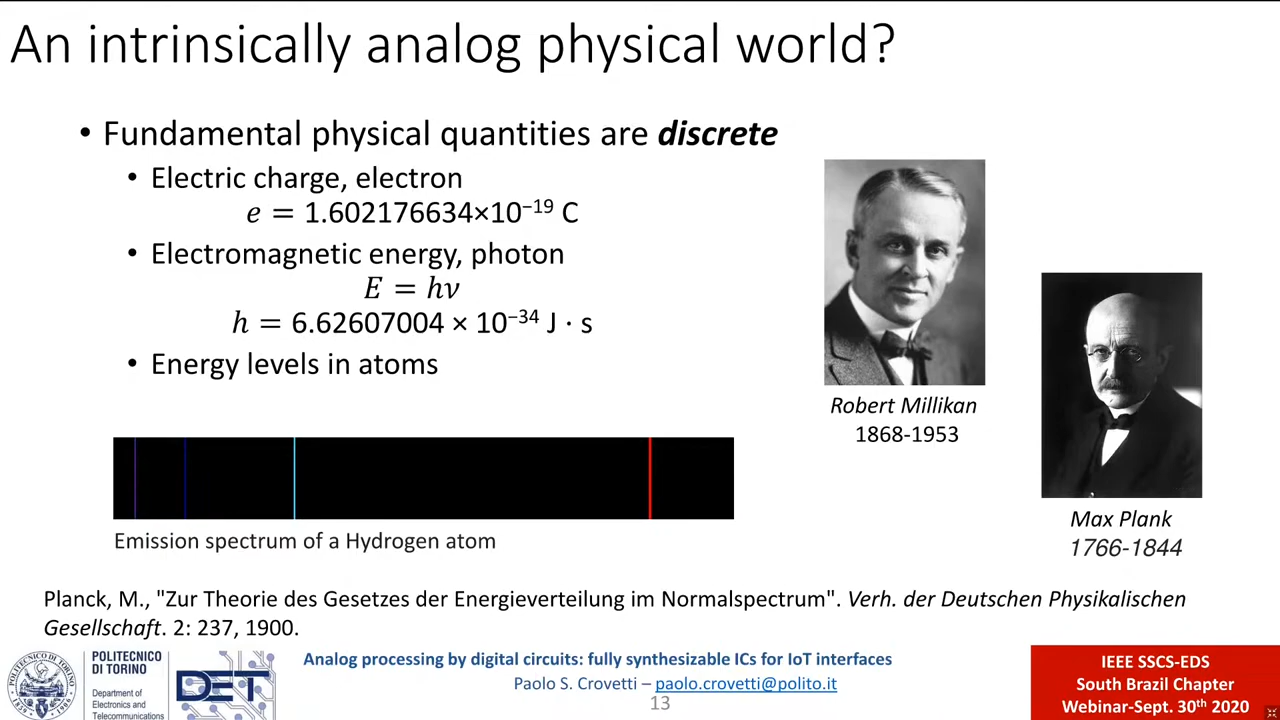 An intrinsically analog physical world?
• Fundamental physical quantities are discrete
• Electric charge, electron
e = 1.602176634×10⁻¹⁹ C
• Electromagnetic energy, photon
E = hν
h = 6.62607004 × 10⁻³⁴ J · s
• Energy levels in atoms
Robert Millikan
1868-1953
Max Plank
1766-1844
Emission spectrum of a Hydrogen atom
Planck, M., "Zur Theorie des Gesetzes der Energieverteilung im Normalspectrum". Verh. der Deutschen Physikalischen
Gesellschaft. 2: 237, 1900.
POLITECNICO
DI TORINO
Department of
Electronics and
Telecommunications
DET
Analog processing by digital circuits: fully synthesizable ICs for IoT interfaces
Paolo S. Crovetti – paolo.crovetti@polito.it
13
IEEE SSCS-EDS
South Brazil Chapter
Webinar-Sept. 30th 2020